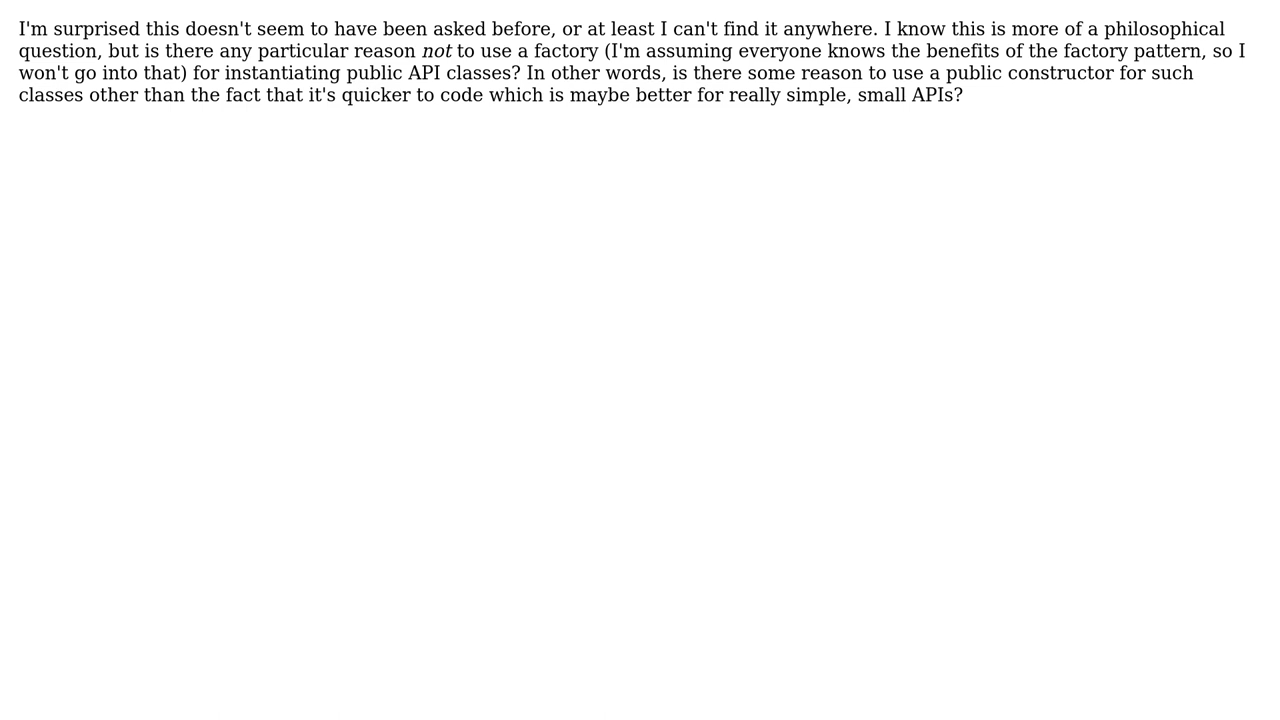 I'm surprised this doesn't seem to have been asked before, or at least I can't find it anywhere. I know this is more of a philosophical
question, but is there any particular reason not to use a factory (I'm assuming everyone knows the benefits of the factory pattern, so I
won't go into that) for instantiating public API classes? In other words, is there some reason to use a public constructor for such
classes other than the fact that it's quicker to code which is maybe better for really simple, small APIs?